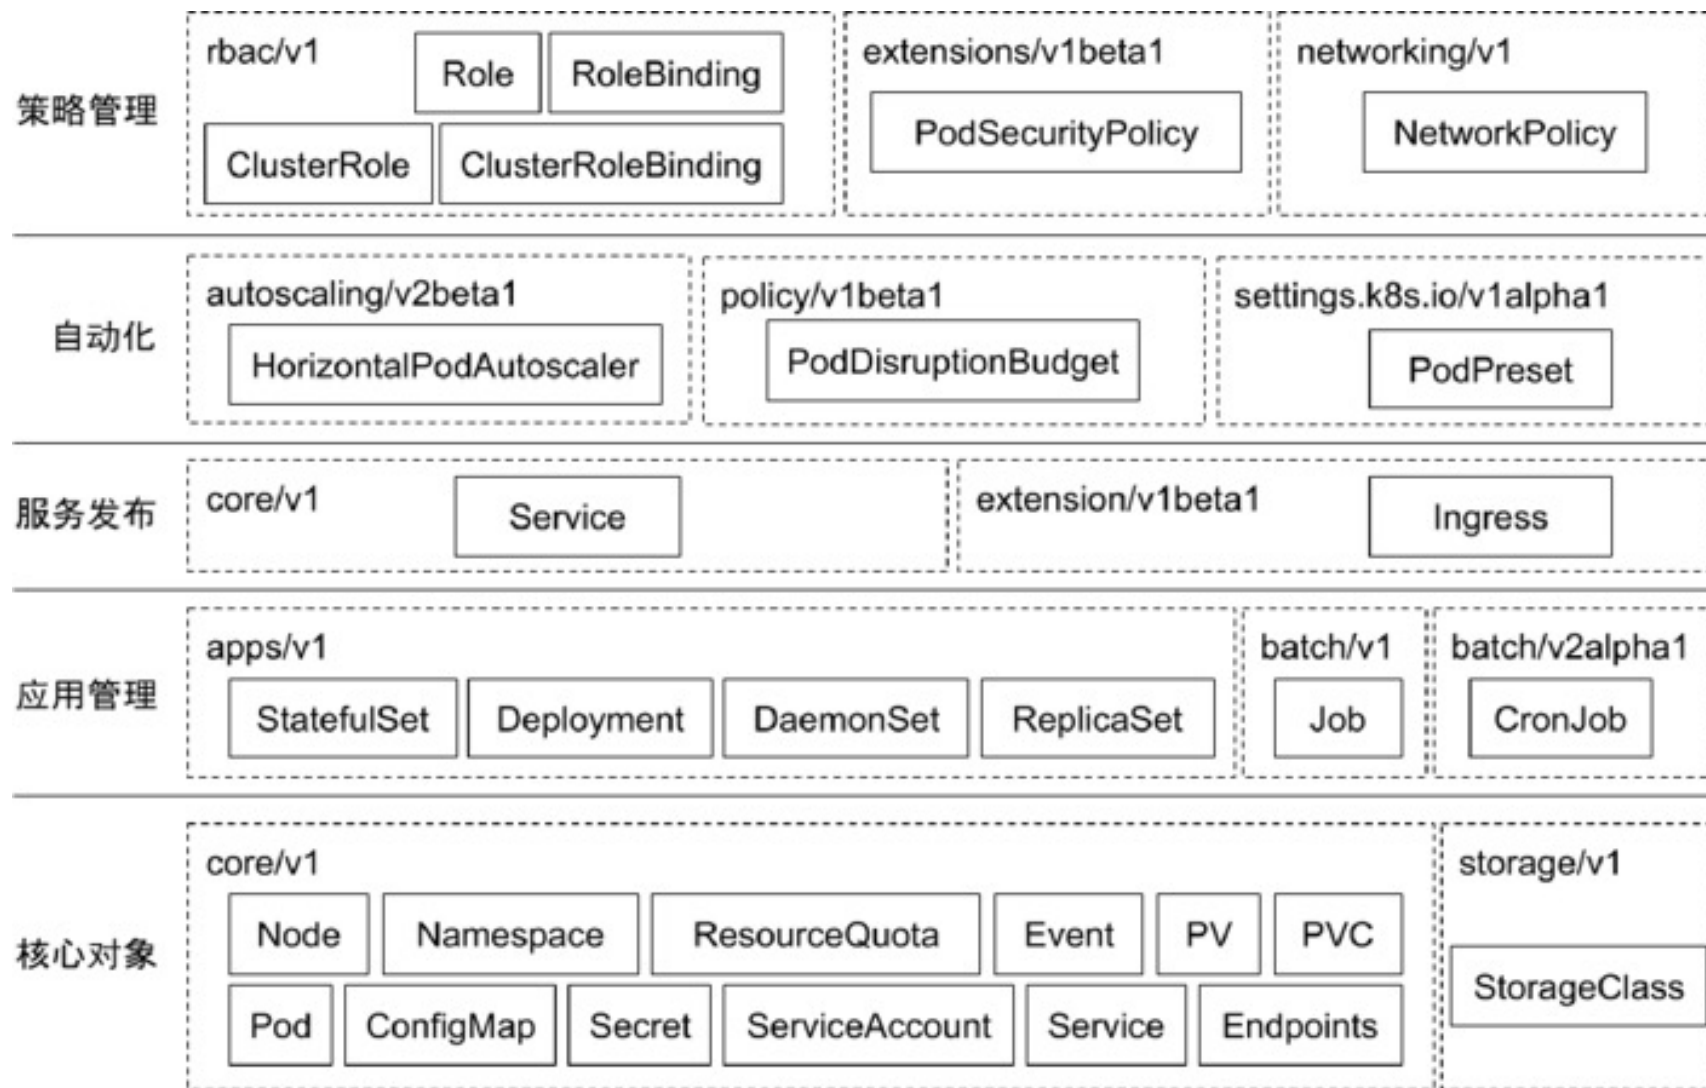 策略管理
rbac/v1
Role
RoleBinding
ClusterRole
ClusterRoleBinding
extensions/v1beta1
PodSecurityPolicy
networking/v1
NetworkPolicy
自动化
autoscaling/v2beta1
HorizontalPodAutoscaler
policy/v1beta1
PodDisruptionBudget
settings.k8s.io/v1alpha1
PodPreset
服务发布
core/v1
Service
extension/v1beta1
Ingress
应用管理
apps/v1
StatefulSet
Deployment
DaemonSet
ReplicaSet
batch/v1
Job
batch/v2alpha1
CronJob
核心对象
core/v1
Node
Namespace
ResourceQuota
Event
PV
PVC
Pod
ConfigMap
Secret
ServiceAccount
Service
Endpoints
storage/v1
StorageClass